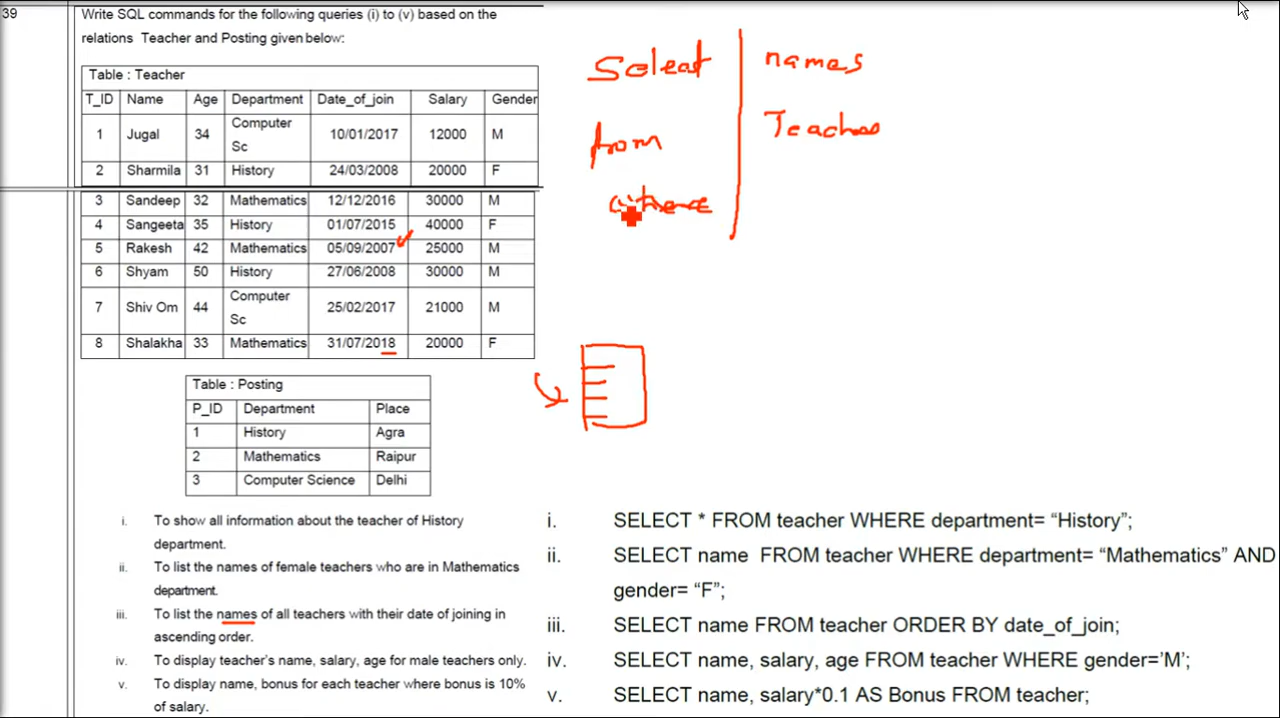 39
Write SQL commands for the following queries (i) to (v) based on the
relations Teacher and Posting given below:
Table : Teacher
T_ID Name Age Department Date_of_join Salary Gender
1 Jugal 34 Computer Sc 10/01/2017 12000 M
2 Sharmila 31 History 24/03/2008 20000 F
3 Sandeep 32 Mathematics 12/12/2016 30000 M
4 Sangeeta 35 History 01/07/2015 40000 F
5 Rakesh 42 Mathematics 05/09/2007 25000 M
6 Shyam 50 History 27/06/2008 30000 M
7 Shiv Om 44 Computer Sc 25/02/2017 21000 M
8 Shalakha 33 Mathematics 31/07/2018 20000 F
Table : Posting
P_ID Department Place
1 History Agra
2 Mathematics Raipur
3 Computer Science Delhi
i. To show all information about the teacher of History
department.
ii. To list the names of female teachers who are in Mathematics
department.
iii. To list the names of all teachers with their date of joining in
ascending order.
iv. To display teacher's name, salary, age for male teachers only.
v. To display name, bonus for each teacher where bonus is 10%
of salary.
Select names
from Teacher
where
i. SELECT * FROM teacher WHERE department= “History”;
ii. SELECT name FROM teacher WHERE department= “Mathematics” AND
gender= “F”;
iii. SELECT name FROM teacher ORDER BY date_of_join;
iv. SELECT name, salary, age FROM teacher WHERE gender=’M’;
v. SELECT name, salary*0.1 AS Bonus FROM teacher;